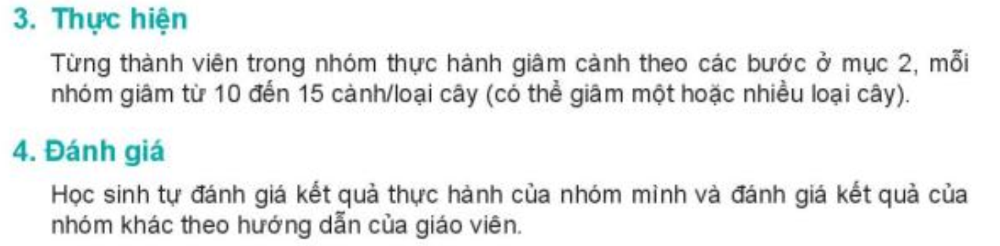 3. Thực hiện
Từng thành viên trong nhóm thực hành giâm cành theo các bước ở mục 2, mỗi
nhóm giâm từ 10 đến 15 cành/loại cây (có thể giâm một hoặc nhiều loại cây).
4. Đánh giá
Học sinh tự đánh giá kết quả thực hành của nhóm mình và đánh giá kết quả của
nhóm khác theo hướng dẫn của giáo viên.